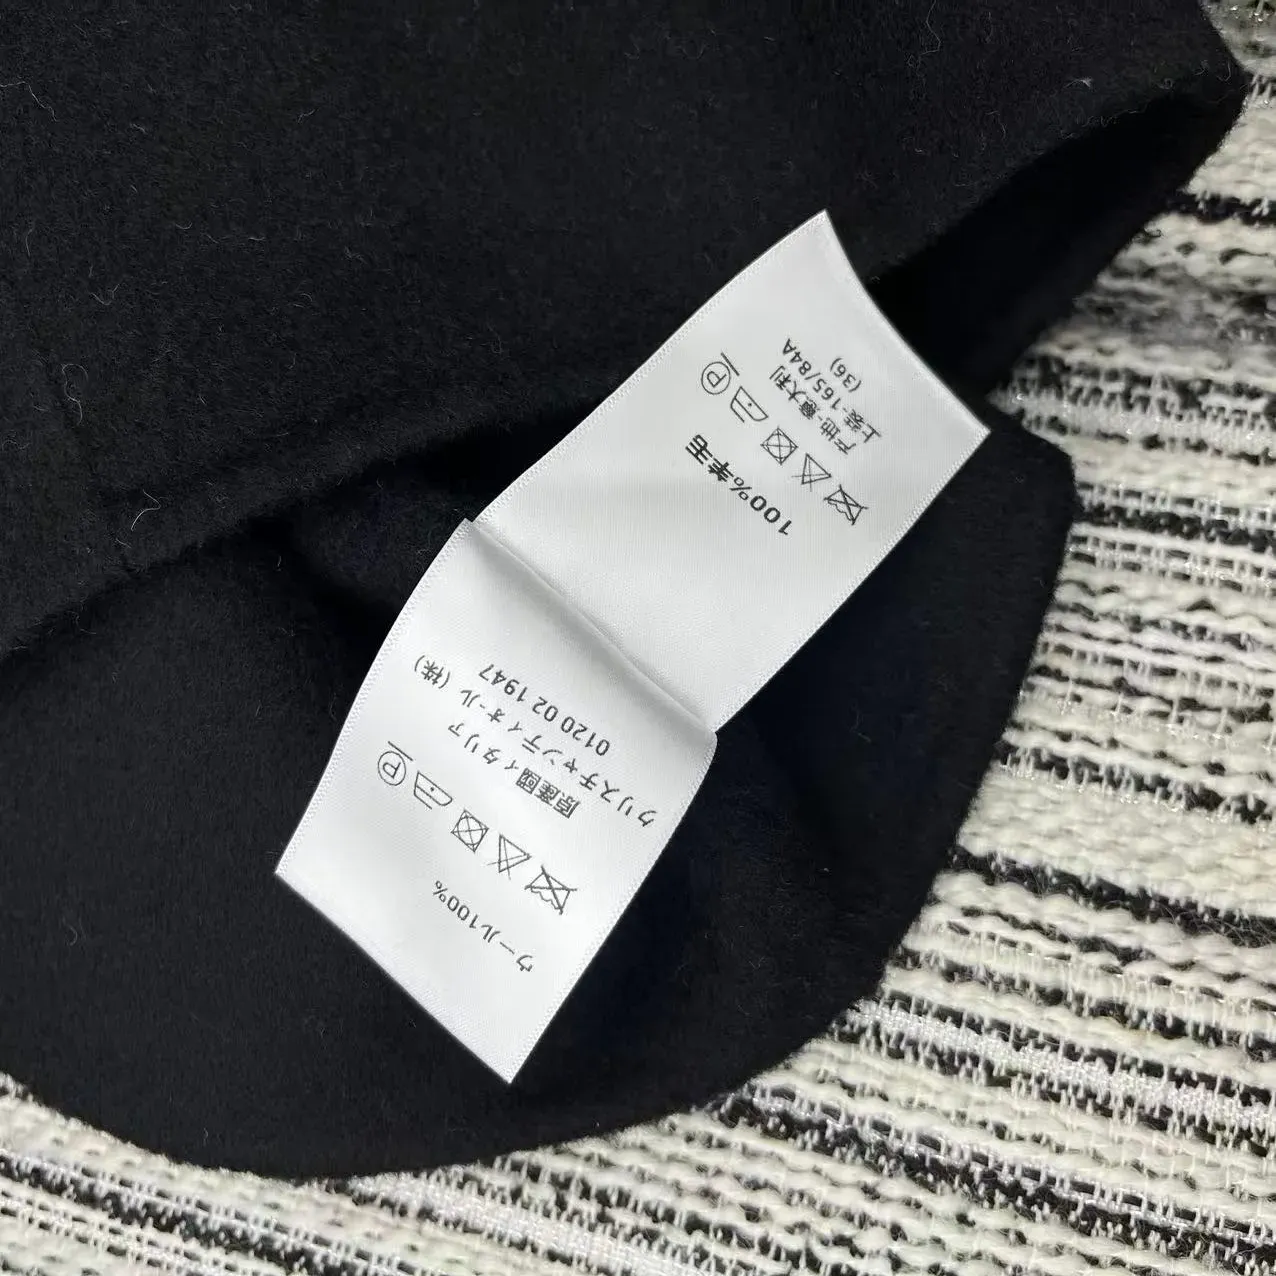 100%羊毛
产地-意大利
上装-165/84A
(36)
ウール100%
原産國イタリア
クリスチャンディオ-ル (株)
0120 02 1947